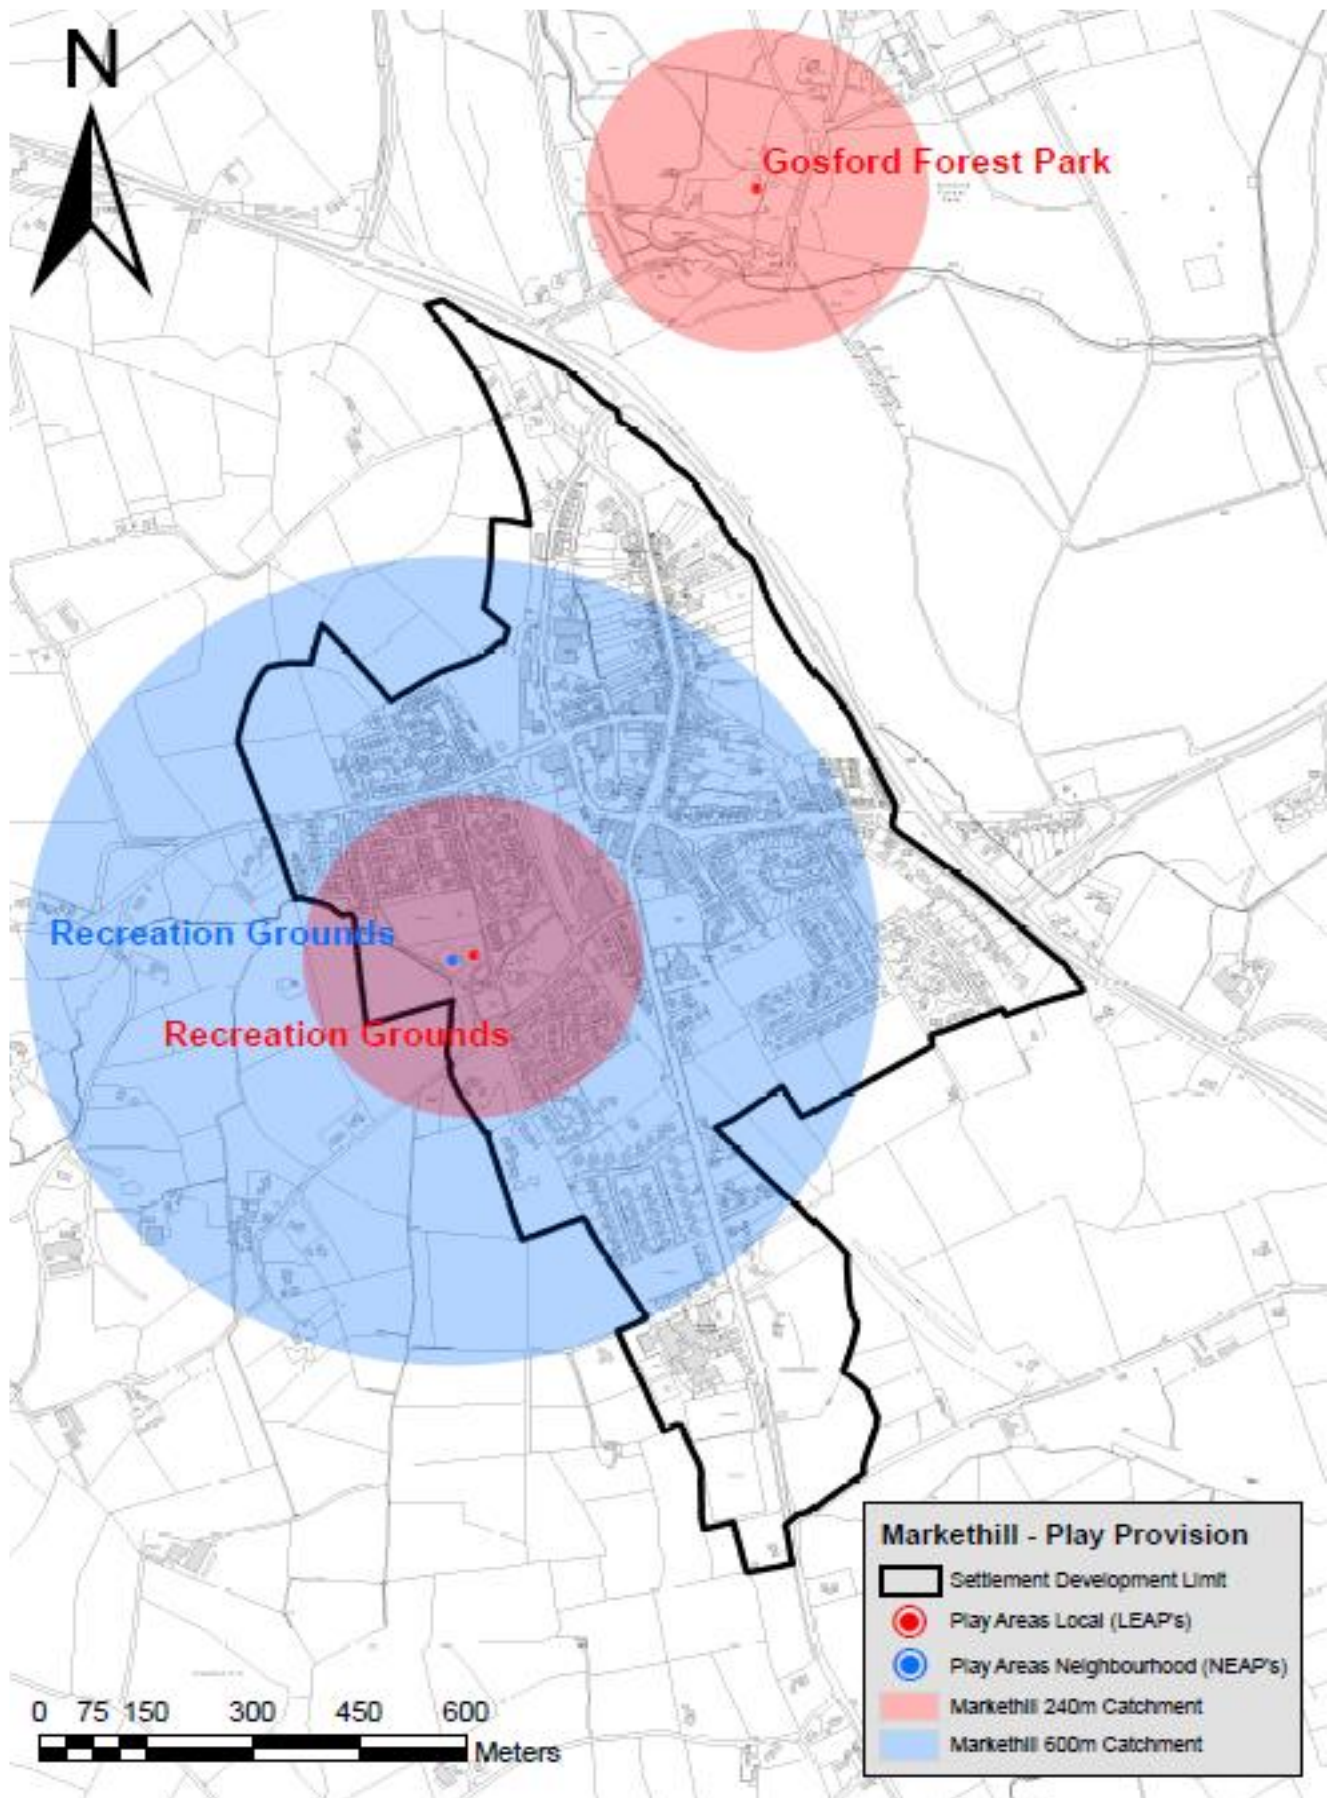 N
Gosford Forest Park
Recreation Grounds
Recreation Grounds
Markethill - Play Provision
Settlement Development Limit
Play Areas Local (LEAP's)
Play Areas Neighbourhood (NEAP's)
Markethill 240m Catchment
Markethill 600m Catchment
0 75 150 300 450 600
Meters